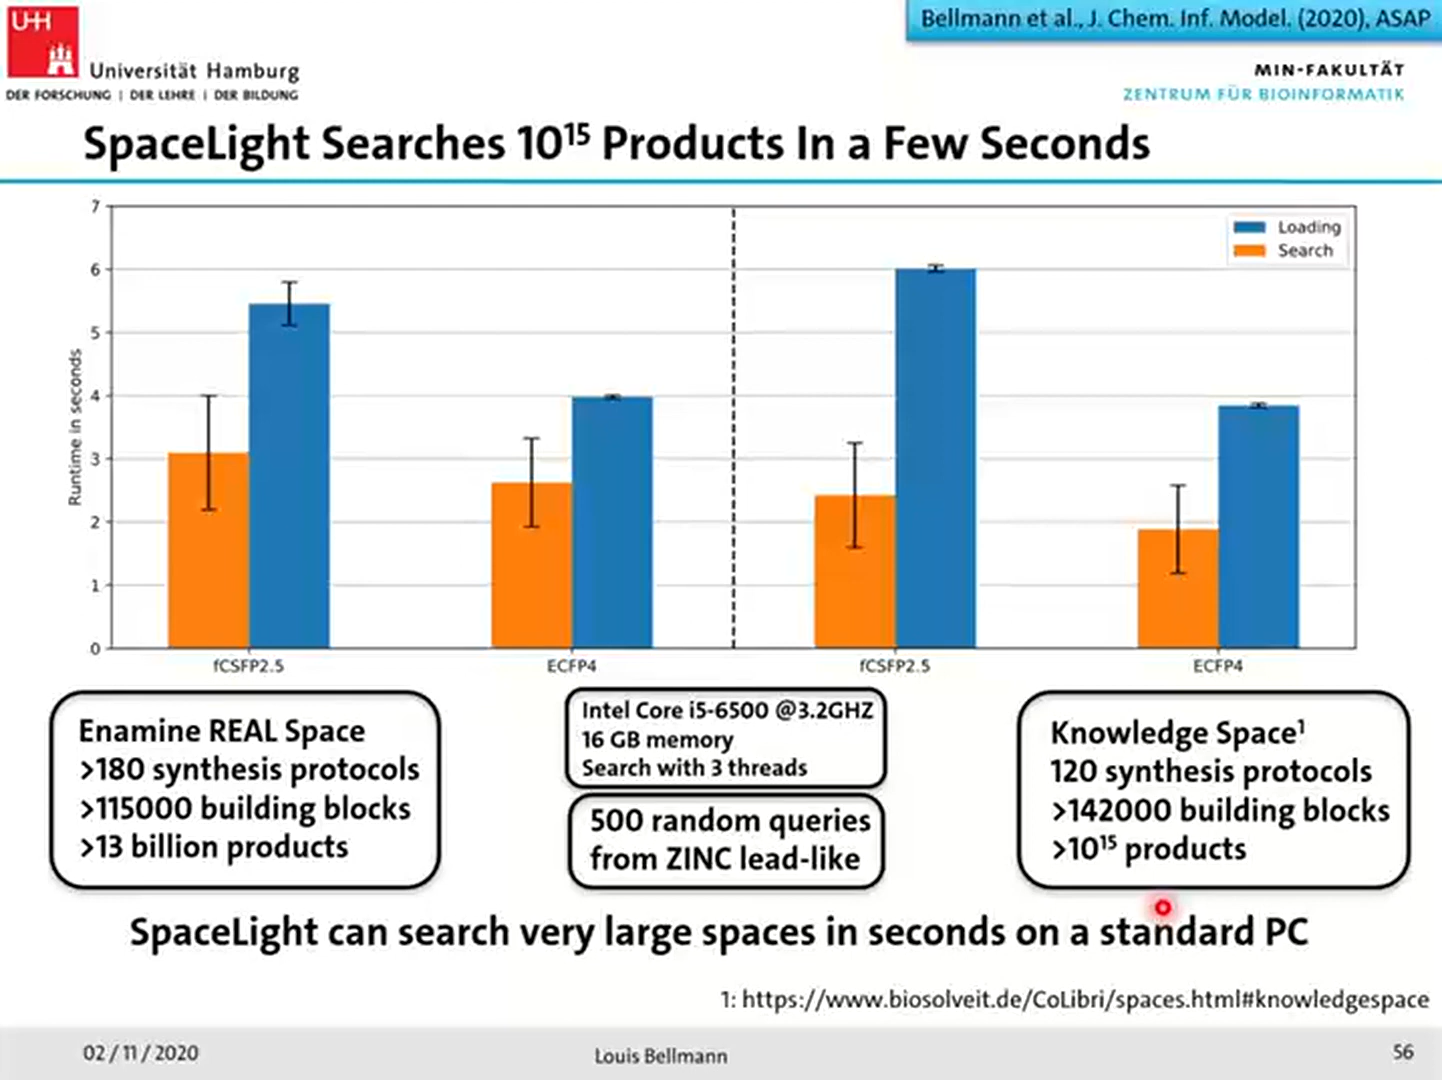 UHH
Universität Hamburg
DER FORSCHUNG | DER LEHRE | DER BILDUNG
Bellmann et al., J. Chem. Inf. Model. (2020), ASAP
MIN-FAKULTÄT
ZENTRUM FÜR BIOINFORMATIK
SpaceLight Searches 10¹⁵ Products In a Few Seconds
Runtime in seconds
7
6
5
4
3
2
1
0
Loading
Search
fCSFP2.5
ECFP4
fCSFP2.5
ECFP4
Enamine REAL Space
>180 synthesis protocols
>115000 building blocks
>13 billion products
Intel Core i5-6500 @3.2GHZ
16 GB memory
Search with 3 threads
500 random queries
from ZINC lead-like
Knowledge Space¹
120 synthesis protocols
>142000 building blocks
>10¹⁵ products
SpaceLight can search very large spaces in seconds on a standard PC
1: https://www.biosolveit.de/CoLibri/spaces.html#knowledgespace
02 / 11 / 2020
Louis Bellmann
56